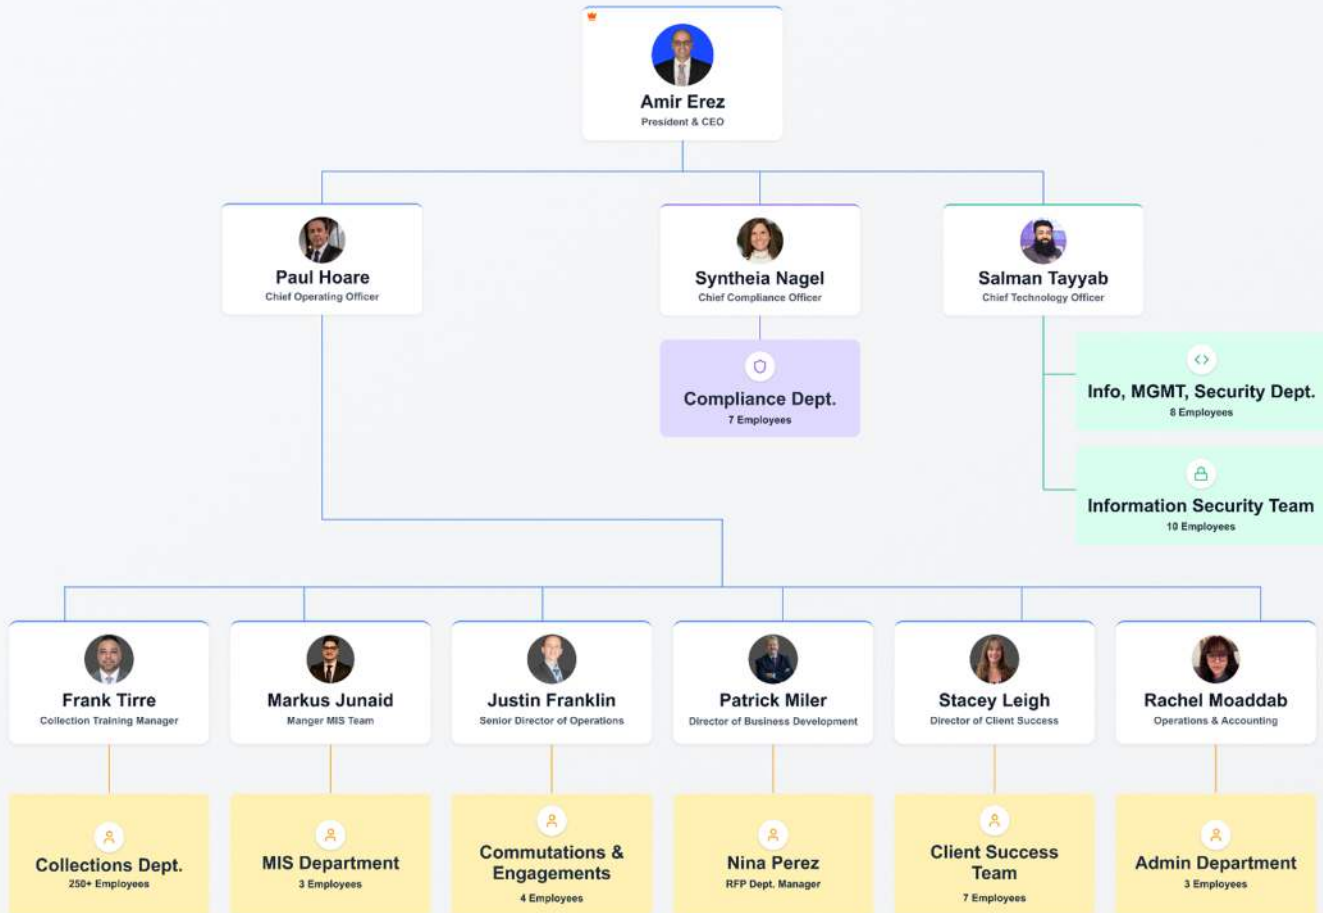 Amir Erez
President & CEO
Paul Hoare
Chief Operating Officer
Syntheia Nagel
Chief Compliance Officer
Salman Tayyab
Chief Technology Officer
Compliance Dept.
7 Employees
Info, MGMT, Security Dept.
8 Employees
Information Security Team
10 Employees
Frank Tirre
Collection Training Manager
Markus Junaid
Manger MIS Team
Justin Franklin
Senior Director of Operations
Patrick Miler
Director of Business Development
Stacey Leigh
Director of Client Success
Rachel Moaddab
Operations & Accounting
Collections Dept.
250+ Employees
MIS Department
3 Employees
Commutations &
Engagements
4 Employees
Nina Perez
RFP Dept. Manager
Client Success
Team
7 Employees
Admin Department
3 Employees